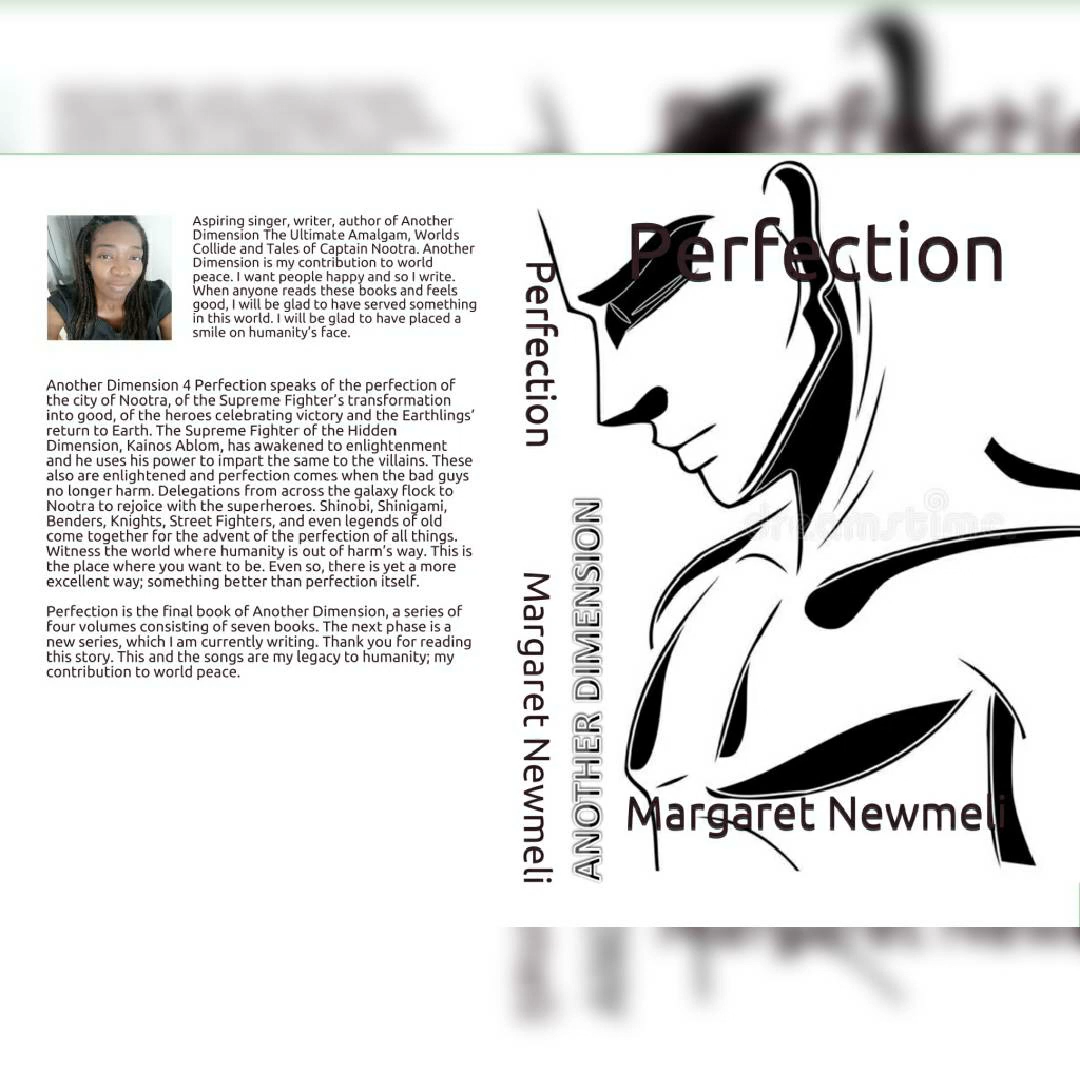 Aspiring singer, writer, author of Another
Dimension The Ultimate Amalgam, Worlds
Collide and Tales of Captain Nootra. Another
Dimension is my contribution to world
peace. I want people happy and so I write.
When anyone reads these books and feels
good, I will be glad to have served something
in this world. I will be glad to have placed a
smile on humanity's face.
Another Dimension 4 Perfection speaks of the perfection of
the city of Nootra, of the Supreme Fighter's transformation
into good, of the heroes celebrating victory and the Earthlings'
return to Earth. The Supreme Fighter of the Hidden
Dimension, Kainos Ablom, has awakened to enlightenment
and he uses his power to impart the same to the villains. These
also are enlightened and perfection comes when the bad guys
no longer harm. Delegations from across the galaxy flock to
Nootra to rejoice with the superheroes. Shinobi, Shinigami,
Benders, Knights, Street Fighters, and even legends of old
come together for the advent of the perfection of all things.
Witness the world where humanity is out of harm's way. This is
the place where you want to be. Even so, there is yet a more
excellent way; something better than perfection itself.
Perfection is the final book of Another Dimension, a series of
four volumes consisting of seven books. The next phase is a
new series, which I am currently writing. Thank you for reading
this story. This and the songs are my legacy to humanity; my
contribution to world peace.
Perfection
Margaret Newmeli
ANOTHER DIMENSION
Perfection
dreamstime
Margaret Newmeli